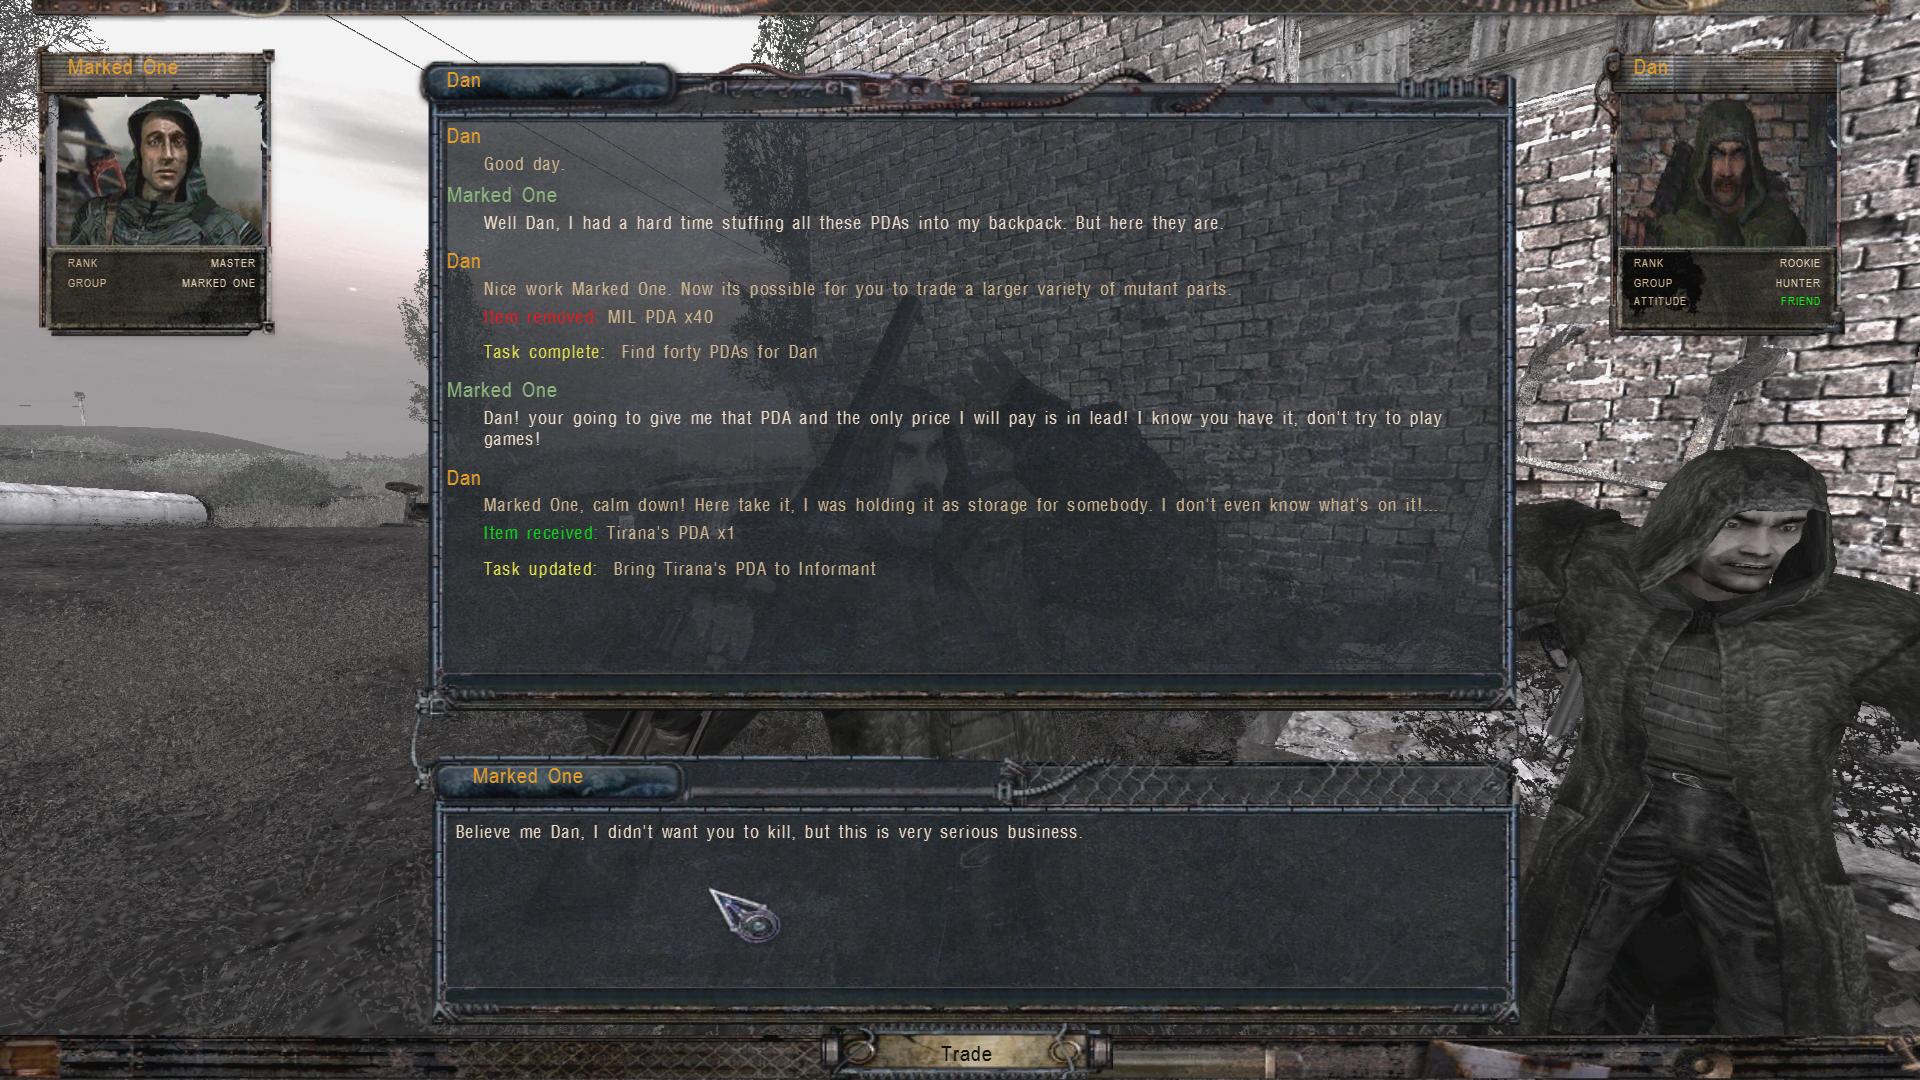 Marked One
RANK MASTER
GROUP MARKED ONE
Dan
RANK ROOKIE
GROUP HUNTER
ATTITUDE FRIEND
Dan
Dan
Good day.
Marked One
Well Dan, I had a hard time stuffing all these PDAs into my backpack. But here they are.
Dan
Nice work Marked One. Now its possible for you to trade a larger variety of mutant parts.
Item removed: MIL PDA x40
Task complete: Find forty PDAs for Dan
Marked One
Dan! your going to give me that PDA and the only price I will pay is in lead! I know you have it, don't try to play
games!
Dan
Marked One, calm down! Here take it, I was holding it as storage for somebody. I don't even know what's on it!...
Item received: Tirana's PDA x1
Task updated: Bring Tirana's PDA to Informant
Marked One
Believe me Dan, I didn't want you to kill, but this is very serious business.
Trade